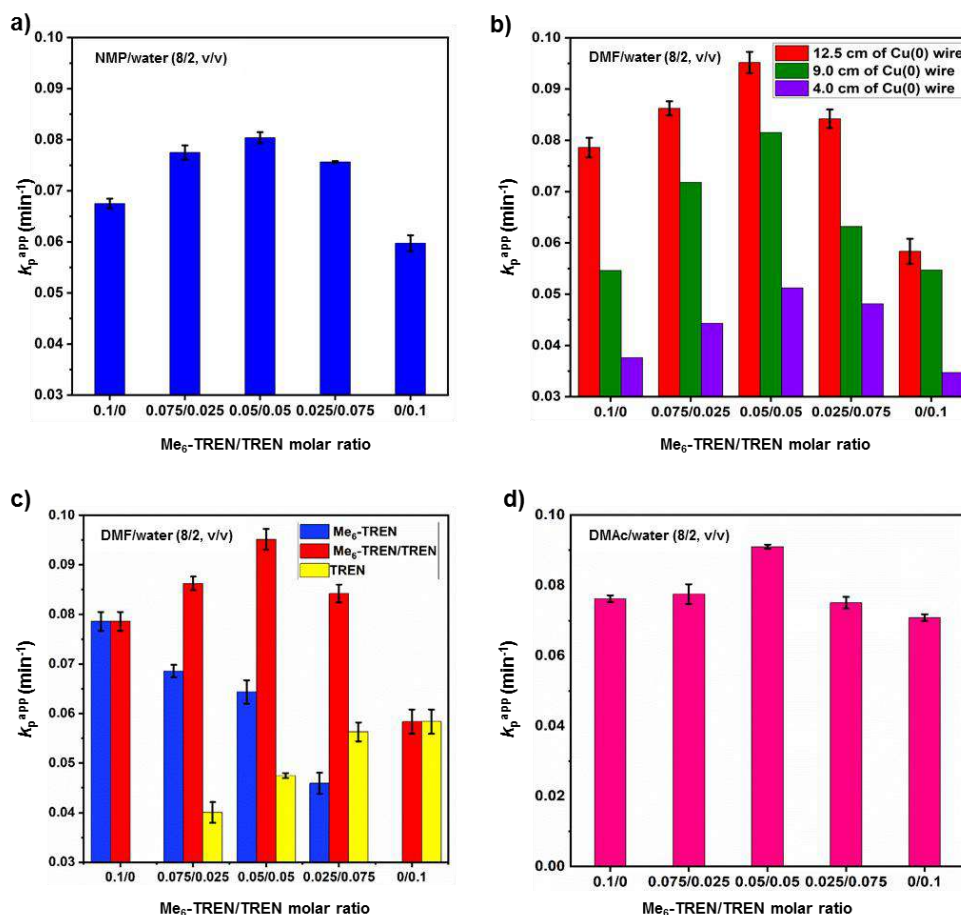 a)
NMP/water (8/2, v/v)
0.10
0.09
0.08
0.07
0.06
0.05
0.04
0.03
kₚᵃᵖᵖ (min⁻¹)
0.1/0 0.075/0.025 0.05/0.05 0.025/0.075 0/0.1
Me₆-TREN/TREN molar ratio
b)
DMF/water (8/2, v/v)
12.5 cm of Cu(0) wire
9.0 cm of Cu(0) wire
4.0 cm of Cu(0) wire
0.10
0.09
0.08
0.07
0.06
0.05
0.04
0.03
kₚᵃᵖᵖ (min⁻¹)
0.1/0 0.075/0.025 0.05/0.05 0.025/0.075 0/0.1
Me₆-TREN/TREN molar ratio
c)
DMF/water (8/2, v/v)
Me₆-TREN
Me₆-TREN/TREN
TREN
0.10
0.09
0.08
0.07
0.06
0.05
0.04
0.03
kₚᵃᵖᵖ (min⁻¹)
0.1/0 0.075/0.025 0.05/0.05 0.025/0.075 0/0.1
Me₆-TREN/TREN molar ratio
d)
DMAc/water (8/2, v/v)
0.10
0.08
0.06
0.04
0.02
0.00
kₚᵃᵖᵖ (min⁻¹)
0.1/0 0.075/0.025 0.05/0.05 0.025/0.075 0/0.1
Me₆-TREN/TREN molar ratio